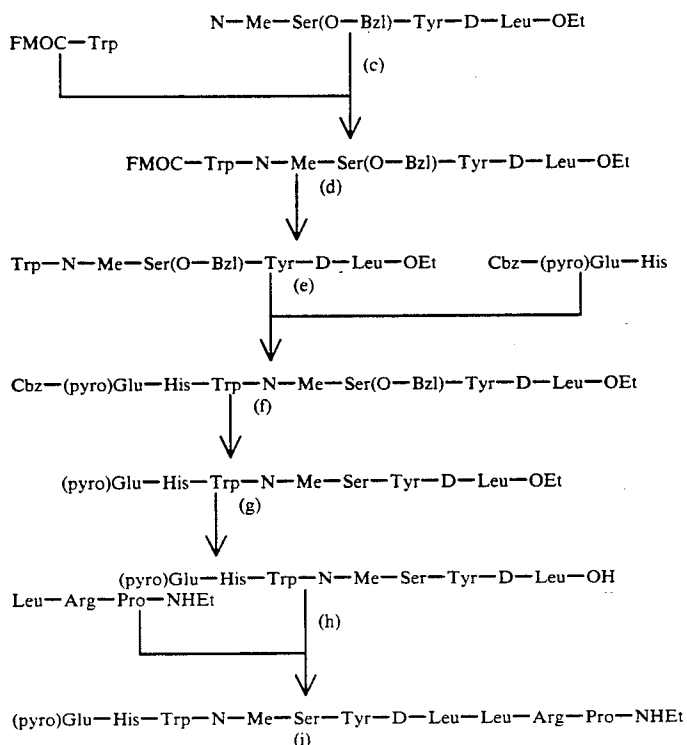 N—Me—Ser(O—Bzl)—Tyr—D—Leu—OEt
FMOC—Trp
(c)
FMOC—Trp—N—Me—Ser(O—Bzl)—Tyr—D—Leu—OEt
(d)
Trp—N—Me—Ser(O—Bzl)—Tyr—D—Leu—OEt
Cbz—(pyro)Glu—His
(e)
Cbz—(pyro)Glu—His—Trp—N—Me—Ser(O—Bzl)—Tyr—D—Leu—OEt
(f)
(pyro)Glu—His—Trp—N—Me—Ser—Tyr—D—Leu—OEt
(g)
(pyro)Glu—His—Trp—N—Me—Ser—Tyr—D—Leu—OH
Leu—Arg—Pro—NHEt
(h)
(pyro)Glu—His—Trp—N—Me—Ser—Tyr—D—Leu—Leu—Arg—Pro—NHEt
(i)